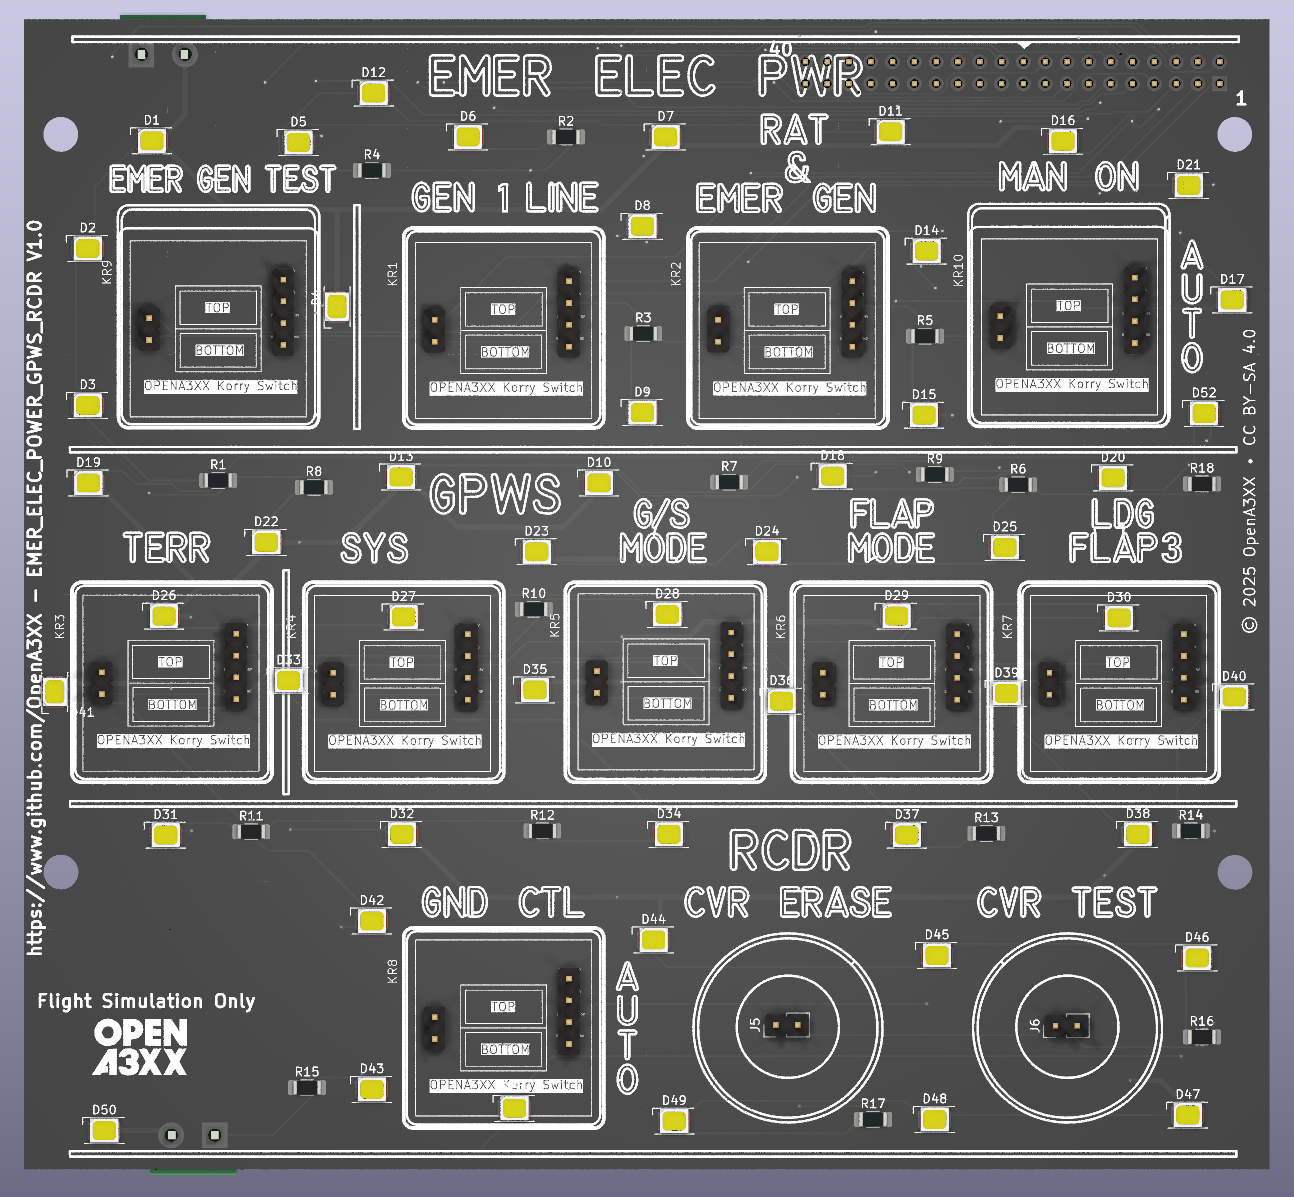 40
D12
EMER ELEC PWR
1
D1
D5
D6
R2
D7
D11
D16
RAT
&
EMER GEN
R4
EMER GEN TEST
GEN 1 LINE
MAN ON
D21
D8
D2
D14
KR9
KR1
KR2
KR10
AUTO
D17
TOP
BOTTOM
OPENA3XX Korry Switch
TOP
BOTTOM
OPENA3XX Korry Switch
R3
TOP
BOTTOM
OPENA3XX Korry Switch
R5
TOP
BOTTOM
OPENA3XX Korry Switch
D3
D9
D15
D52
https://www.github.com/OpenA3XX – EMER_ELEC_POWER_GPWS_RCDR V1.0
© 2025 OpenA3XX • CC BY-SA 4.0
D19
R1
R8
D13
GPWS
D10
R7
D18
R9
R6
D20
R18
G/S
MODE
FLAP
MODE
LDG
FLAP3
TERR
D22
SYS
D23
D24
D25
D26
D27
R10
D28
D29
D30
KR3
KR4
KR5
KR6
KR7
TOP
BOTTOM
OPENA3XX Korry Switch
D33
TOP
BOTTOM
OPENA3XX Korry Switch
D35
TOP
BOTTOM
OPENA3XX Korry Switch
D36
TOP
BOTTOM
OPENA3XX Korry Switch
D39
TOP
BOTTOM
OPENA3XX Korry Switch
D40
41
D31
R11
D32
R12
D34
RCDR
D37
R13
D38
R14
GND CTL
CVR ERASE
CVR TEST
D42
D44
D45
D46
KR8
TOP
BOTTOM
OPENA3XX Korry Switch
AUTO
J5
J6
R16
Flight Simulation Only
OPEN
A3XX
R15
D43
D50
D49
R17
D48
D47